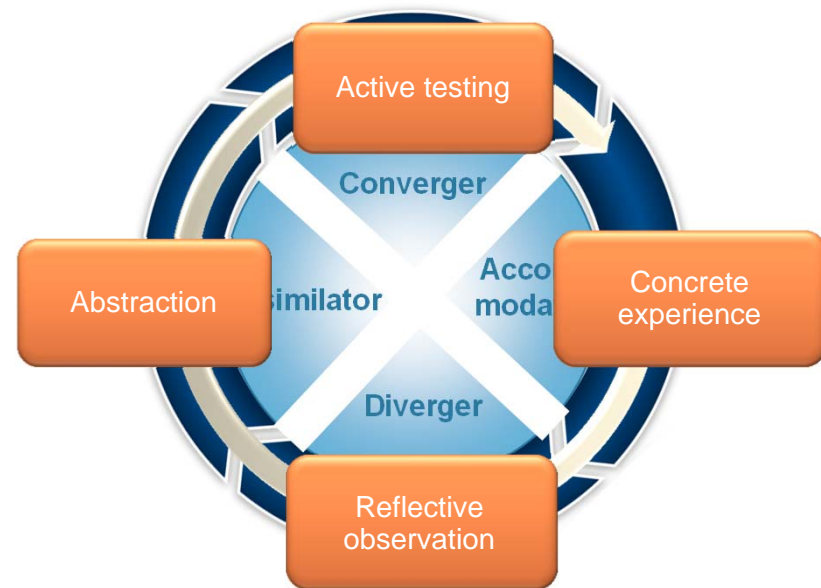 Active testing
Converger
Abstraction
similator
Acco
moda
Concrete
experience
Diverger
Reflective
observation